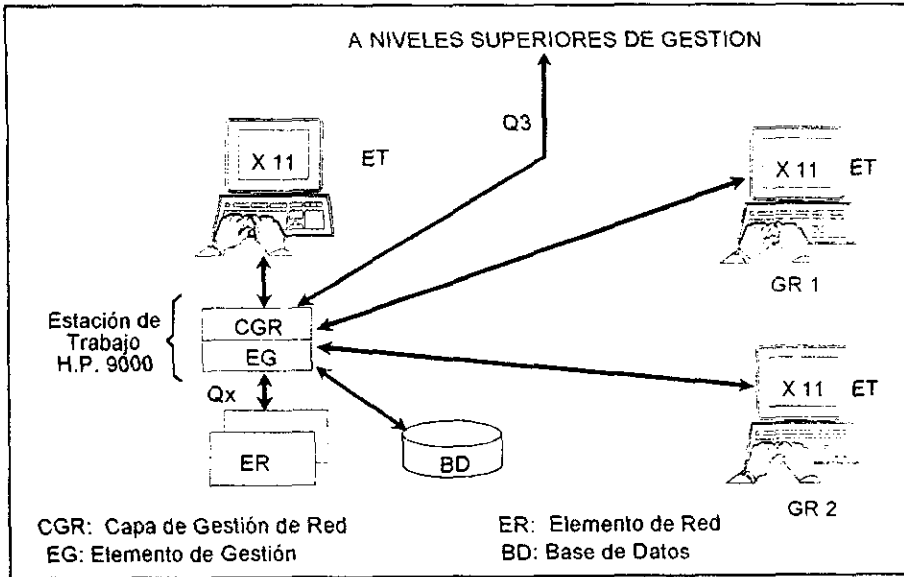 A NIVELES SUPERIORES DE GESTION
Q3
X 11
ET
X 11
ET
GR 1
Estación de
Trabajo
H.P. 9000
CGR
EG
Qx
ER
BD
X 11
ET
GR 2
CGR: Capa de Gestión de Red
ER: Elemento de Red
EG: Elemento de Gestión
BD: Base de Datos